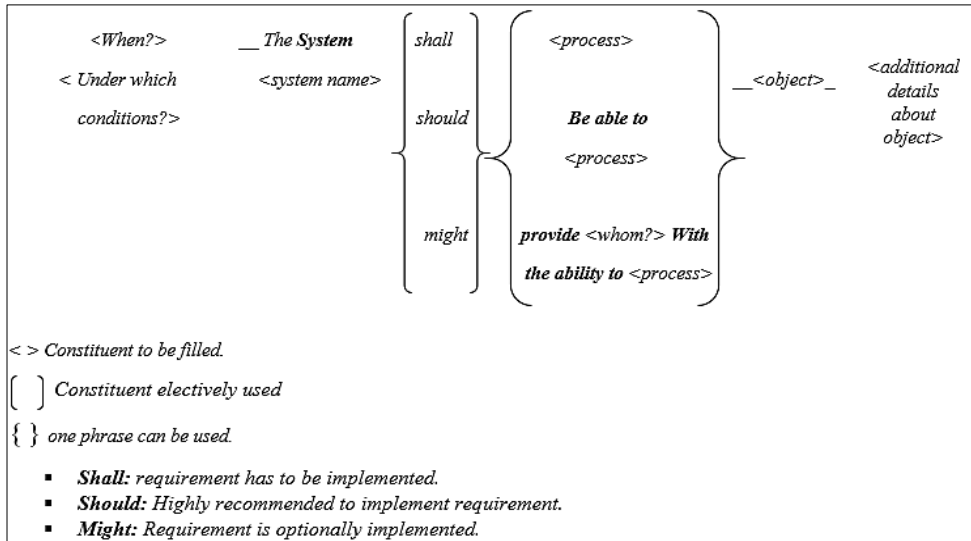 <When?> __ The System shall <process>
< Under which <system name> __<object>_ <additional
conditions?> should Be able to details
<process> about
object>
might provide <whom?> With
the ability to <process>
< > Constituent to be filled.
[ ] Constituent electively used
{ } one phrase can be used.
▪ Shall: requirement has to be implemented.
▪ Should: Highly recommended to implement requirement.
▪ Might: Requirement is optionally implemented.